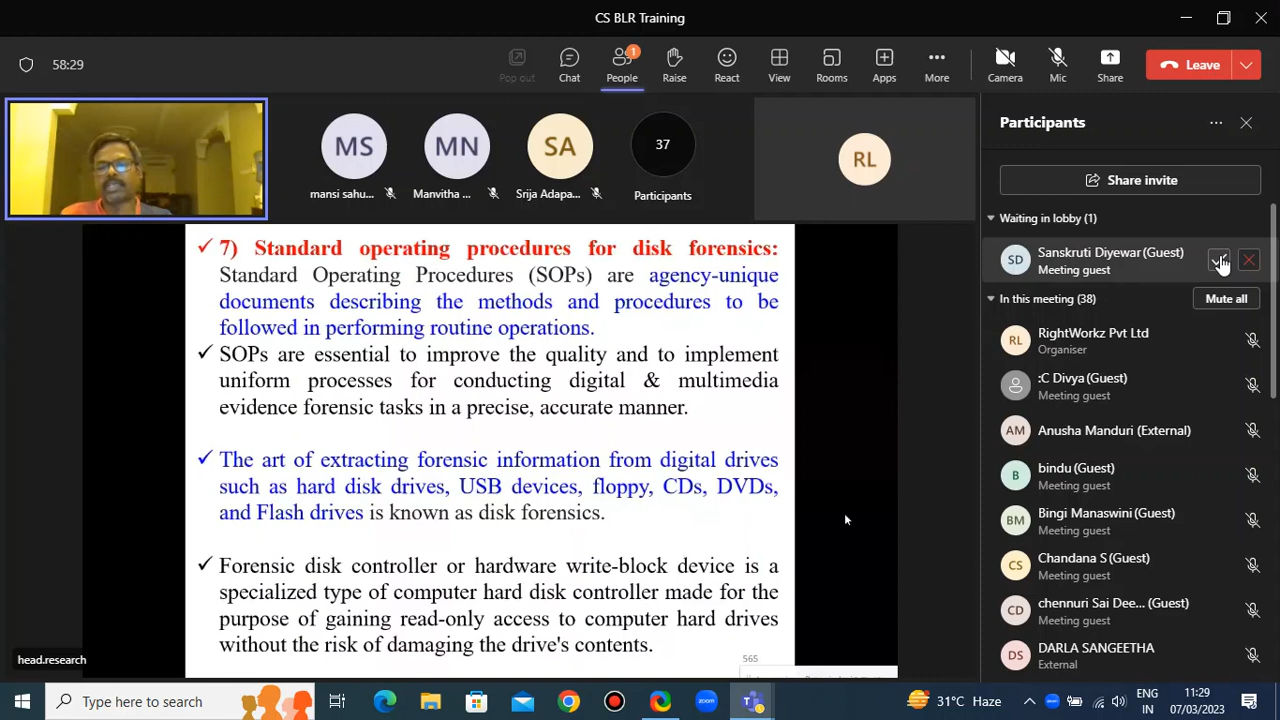 CS BLR Training
58:29
Pop out
Chat
1
People
Raise
React
View
Rooms
Apps
More
Camera
Mic
Share
Leave
MS
mansi sahu...
MN
Manvitha ...
SA
Srija Adapa...
37
Participants
RL
7) Standard operating procedures for disk forensics:
Standard Operating Procedures (SOPs) are agency-unique
documents describing the methods and procedures to be
followed in performing routine operations.
SOPs are essential to improve the quality and to implement
uniform processes for conducting digital & multimedia
evidence forensic tasks in a precise, accurate manner.
The art of extracting forensic information from digital drives
such as hard disk drives, USB devices, floppy, CDs, DVDs,
and Flash drives is known as disk forensics.
Forensic disk controller or hardware write-block device is a
specialized type of computer hard disk controller made for the
purpose of gaining read-only access to computer hard drives
without the risk of damaging the drive's contents.
565
head.research
Participants
Share invite
Waiting in lobby (1)
SD
Sanskruti Diyewar (Guest)
Meeting guest
In this meeting (38)
Mute all
RL
RightWorkz Pvt Ltd
Organiser
:C Divya (Guest)
Meeting guest
AM
Anusha Manduri (External)
B
bindu (Guest)
Meeting guest
BM
Bingi Manaswini (Guest)
Meeting guest
CS
Chandana S (Guest)
Meeting guest
CD
chennuri Sai Dee... (Guest)
Meeting guest
DS
DARLA SANGEETHA
External
Type here to search
zoom
31°C Haze
ENG
IN
11:29
07/03/2023